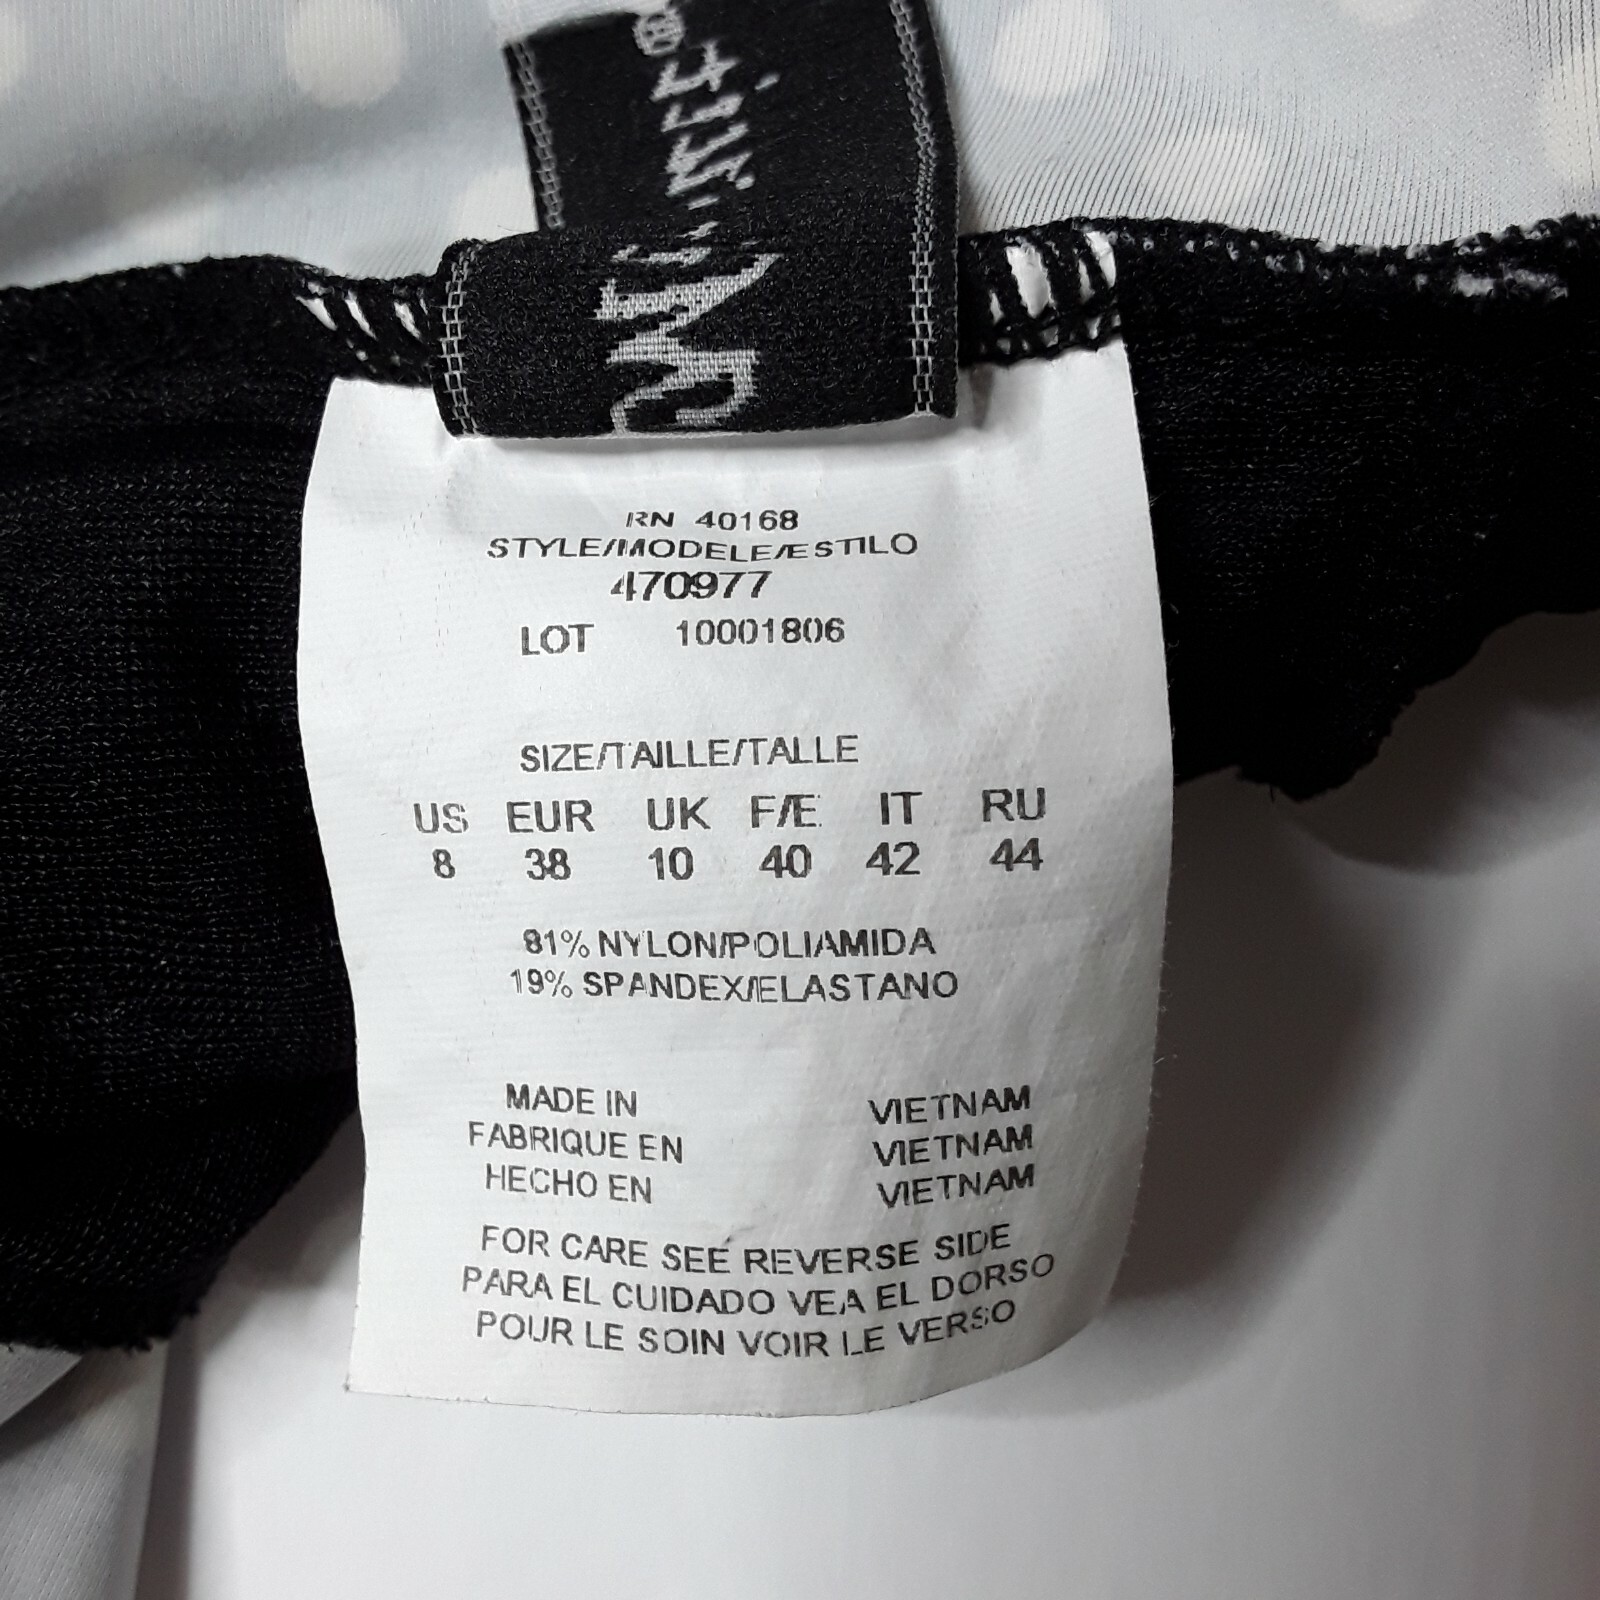 RN 40168
STYLE/MODELE/ESTILO
470977
LOT 10001806
SIZE/TAILLE/TALLE
US EUR UK F/E IT RU
8 38 10 40 42 44
81% NYLON/POLIAMIDA
19% SPANDEX/ELASTANO
MADE IN VIETNAM
FABRIQUE EN VIETNAM
HECHO EN VIETNAM
FOR CARE SEE REVERSE SIDE
PARA EL CUIDADO VEA EL DORSO
POUR LE SOIN VOIR LE VERSO